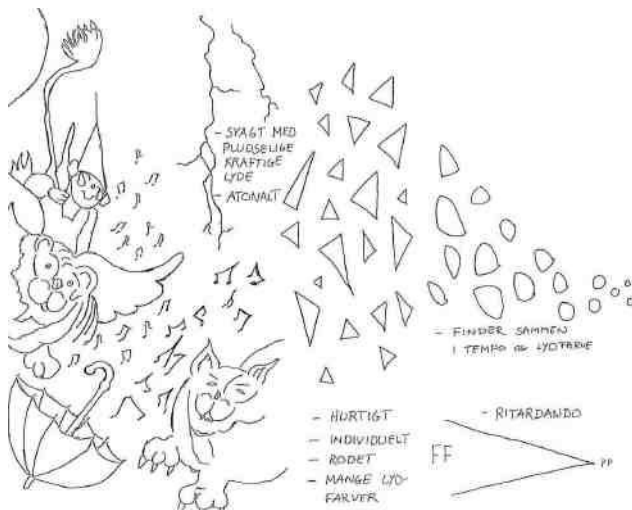 - SVAGT MED
PLUDSELIGE
KRAFTIGE
LYDE
- ATONALT
- FINDER SAMMEN
I TEMPO OG LYDFARVE
- HURTIGT
- INDIVIDUELT
- RODET
- MANGE LYD-
FARVER
- RITARDANDO
FF
PP